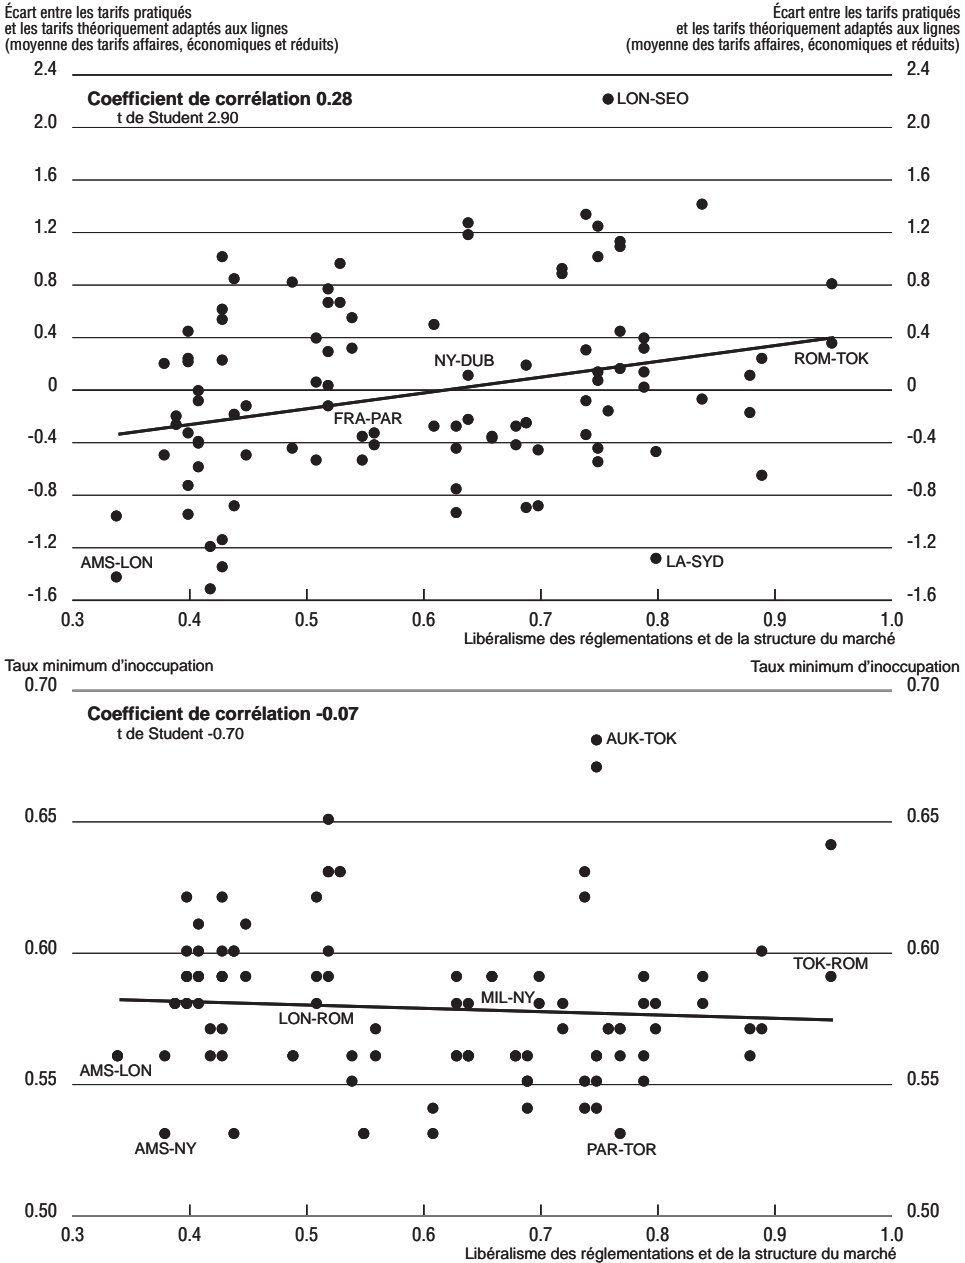 Écart entre les tarifs pratiqués
et les tarifs théoriquement adaptés aux lignes
(moyenne des tarifs affaires, économiques et réduits)
Écart entre les tarifs pratiqués
et les tarifs théoriquement adaptés aux lignes
(moyenne des tarifs affaires, économiques et réduits)
2.4 2.4
Coefficient de corrélation 0.28
LON-SEO
t de Student 2.90
2.0 2.0
1.6 1.6
1.2 1.2
0.8 0.8
0.4 0.4
NY-DUB
ROM-TOK
0 0
FRA-PAR
-0.4 -0.4
-0.8 -0.8
-1.2 -1.2
AMS-LON
LA-SYD
-1.6 -1.6
0.3 0.4 0.5 0.6 0.7 0.8 0.9 1.0
Libéralisme des réglementations et de la structure du marché
Taux minimum d'inoccupation
Taux minimum d'inoccupation
0.70 0.70
Coefficient de corrélation -0.07
t de Student -0.70
AUK-TOK
0.65 0.65
0.60 0.60
TOK-ROM
MIL-NY
LON-ROM
AMS-LON
0.55 0.55
AMS-NY
PAR-TOR
0.50 0.50
0.3 0.4 0.5 0.6 0.7 0.8 0.9 1.0
Libéralisme des réglementations et de la structure du marché